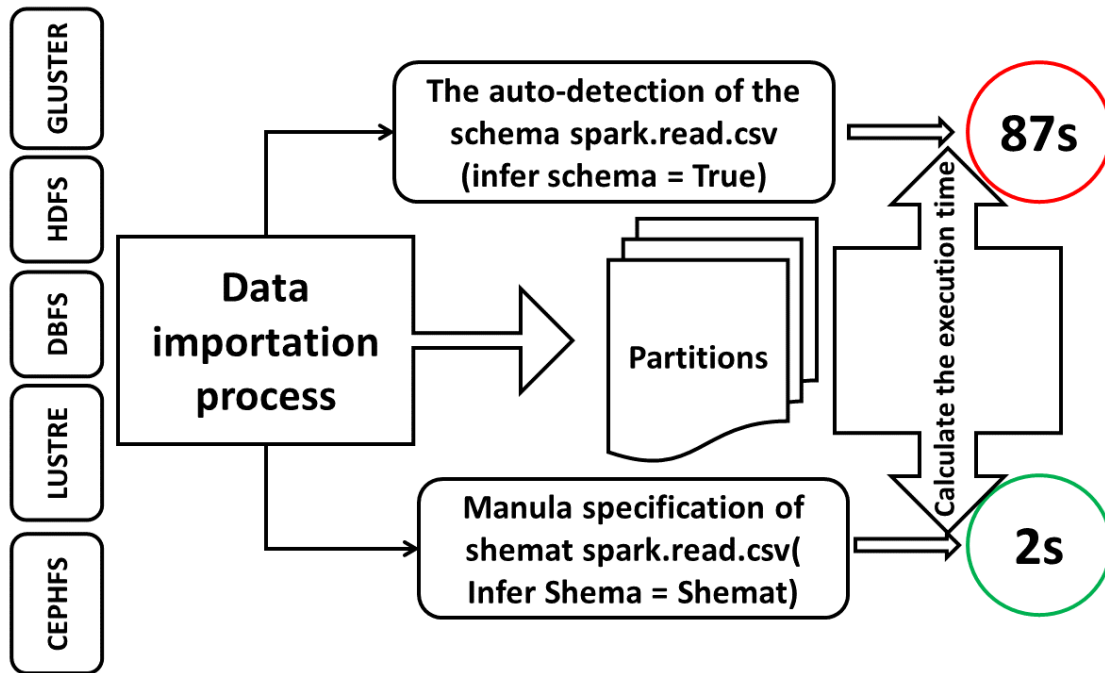 GLUSTER
HDFS
DBFS
LUSTRE
CEPHFS
Data
importation
process
The auto-detection of the
schema spark.read.csv
(infer schema = True)
Partitions
Manula specification of
shemat spark.read.csv(
Infer Shema = Shemat)
87s
Calculate the execution time
2s